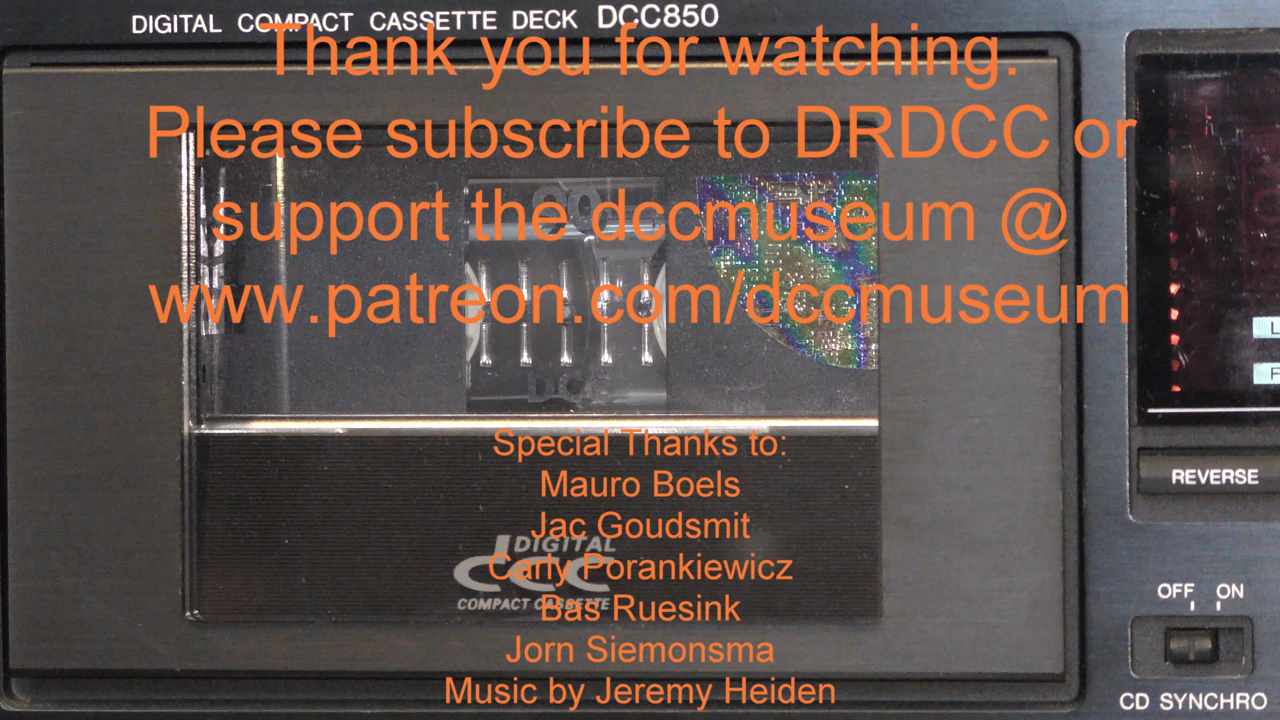 DIGITAL COMPACT CASSETTE DECK DCC850
Thank you for watching.
Please subscribe to DRDCC or
support the dccmuseum @
www.patreon.com/dccmuseum
DCC
Special Thanks to:
Mauro Boels
Jac Goudsmit
Carly Porankiewicz
Bas Ruesink
Jorn Siemonsma
Music by Jeremy Heiden
DIGITAL
dcc
COMPACT CASSETTE
REVERSE
OFF ON
CD SYNCHRO